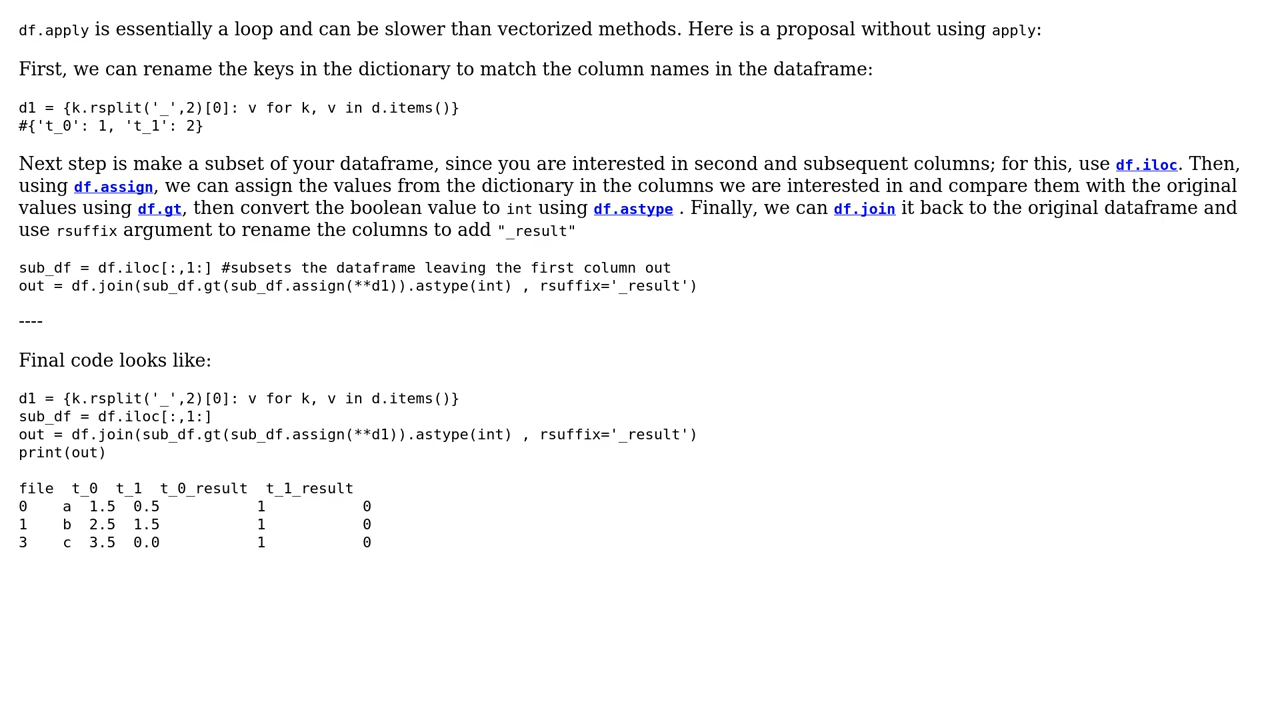 df.apply is essentially a loop and can be slower than vectorized methods. Here is a proposal without using apply:
First, we can rename the keys in the dictionary to match the column names in the dataframe:
d1 = {k.rsplit('_',2)[0]: v for k, v in d.items()}
#{'t_0': 1, 't_1': 2}
Next step is make a subset of your dataframe, since you are interested in second and subsequent columns; for this, use df.iloc. Then,
using df.assign, we can assign the values from the dictionary in the columns we are interested in and compare them with the original
values using df.gt, then convert the boolean value to int using df.astype . Finally, we can df.join it back to the original dataframe and
use rsuffix argument to rename the columns to add "_result"
sub_df = df.iloc[:,1:] #subsets the dataframe leaving the first column out
out = df.join(sub_df.gt(sub_df.assign(**d1)).astype(int) , rsuffix='_result')
----
Final code looks like:
d1 = {k.rsplit('_',2)[0]: v for k, v in d.items()}
sub_df = df.iloc[:,1:]
out = df.join(sub_df.gt(sub_df.assign(**d1)).astype(int) , rsuffix='_result')
print(out)
file  t_0  t_1  t_0_result  t_1_result
0    a  1.5  0.5           1           0
1    b  2.5  1.5           1           0
3    c  3.5  0.0           1           0